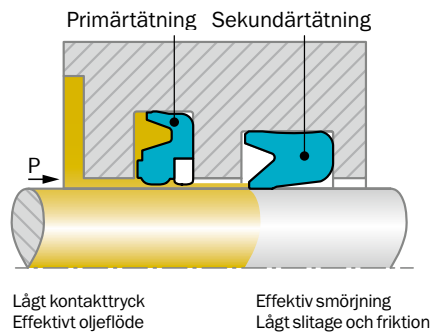 Primärtätning Sekundärtätning
P
Lågt kontakttryck
Effektivt oljeflöde
Effektiv smörjning
Lågt slitage och friktion